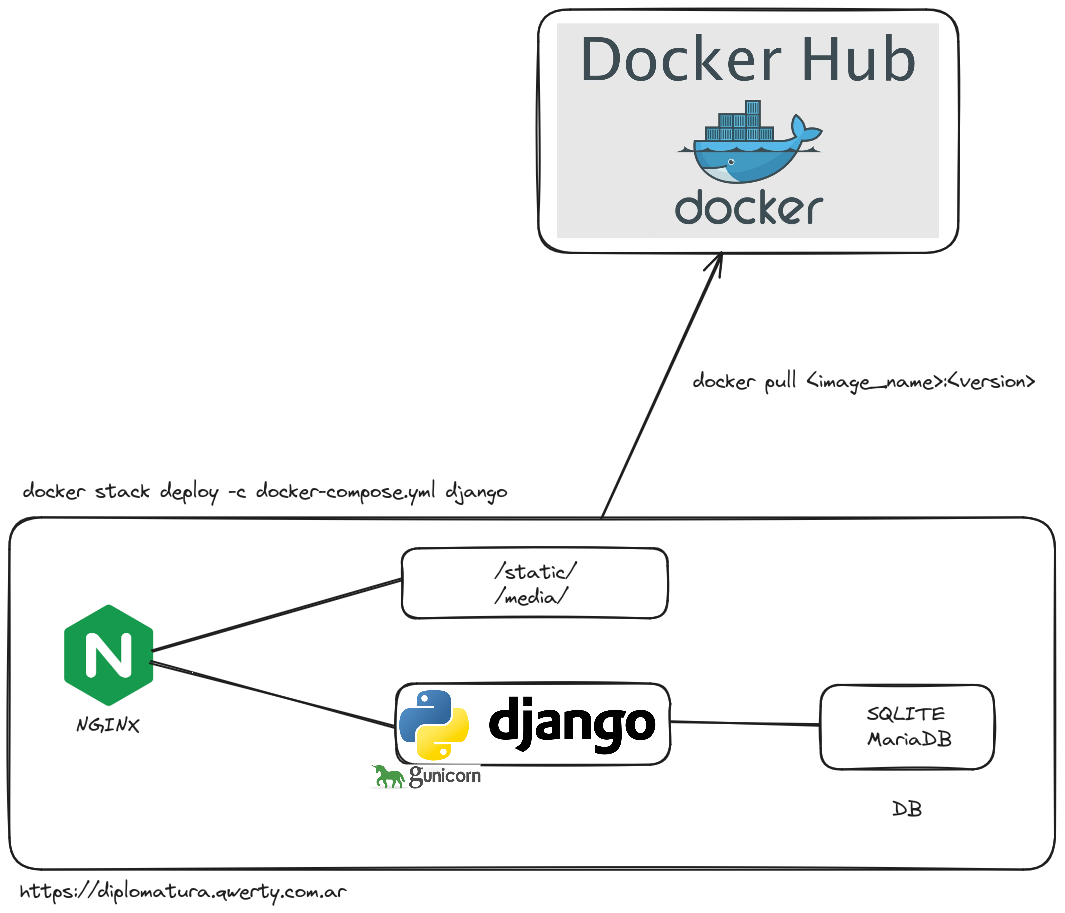 Docker Hub
docker
docker pull <image_name>:<version>
docker stack deploy -c docker-compose.yml django
/static/
/media/
N
NGINX
django
gunicorn
SQLITE
MariaDB
DB
https://diplomatura.qwerty.com.ar